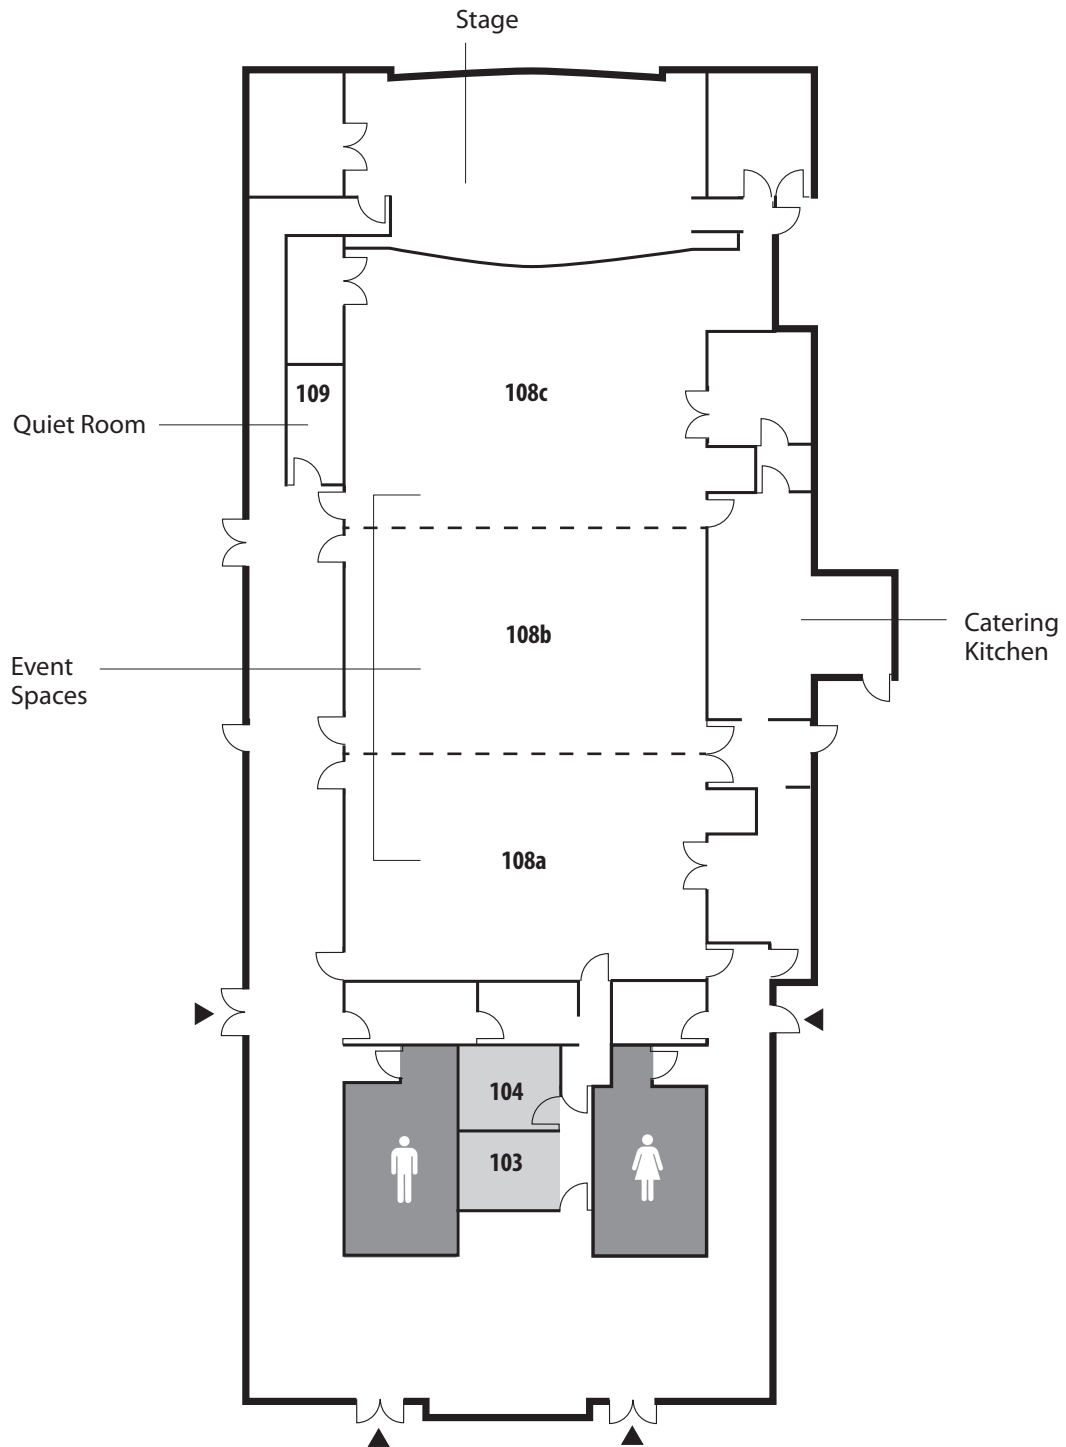 Stage
109
108c
Quiet Room
108b
Catering
Kitchen
Event
Spaces
108a
104
103